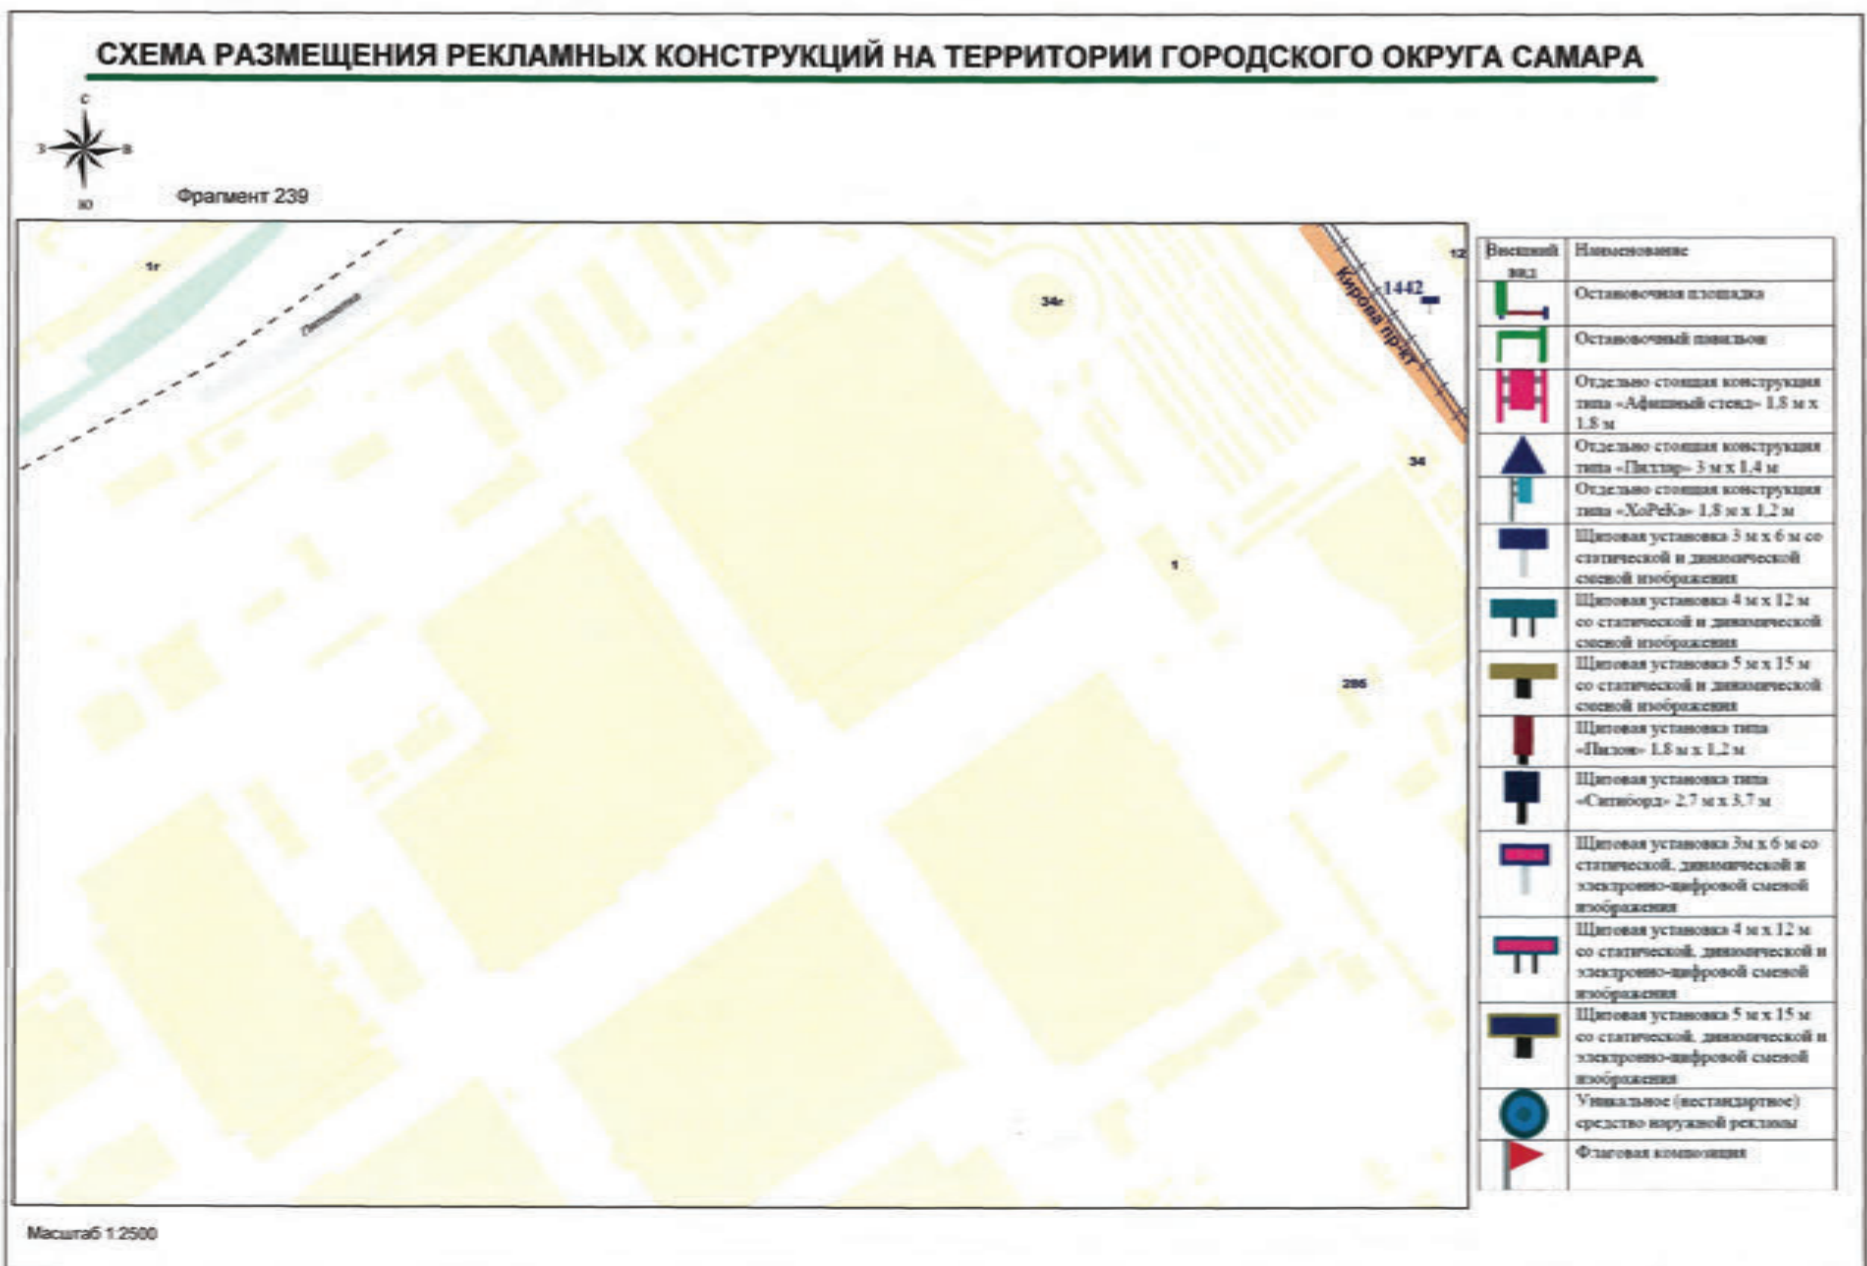 СХЕМА РАЗМЕЩЕНИЯ РЕКЛАМНЫХ КОНСТРУКЦИЙ НА ТЕРРИТОРИИ ГОРОДСКОГО ОКРУГА САМАРА
С
З
В
Ю
Фрагмент 239
1г
34г
Кирова пр-кт
1442
12
34
1
28б
Внешний вид
Наименование
Остановочная площадка
Остановочный павильон
Отдельно стоящая конструкция
типа «Афишный стенд» 1,8 м х
1,8 м
Отдельно стоящая конструкция
типа «Пиллар» 3 м х 1,4 м
Отдельно стоящая конструкция
типа «ХоРеКа» 1,8 м х 1,2 м
Щитовая установка 3 м х 6 м со
статической и динамической
сменой изображения
Щитовая установка 4 м х 12 м
со статической и динамической
сменой изображения
Щитовая установка 5 м х 15 м
со статической и динамической
сменой изображения
Щитовая установка типа
«Пилон» 1,8 м х 1,2 м
Щитовая установка типа
«Ситиборд» 2,7 м х 3,7 м
Щитовая установка 3м х 6 м со
статической, динамической и
электронно-цифровой сменой
изображения
Щитовая установка 4 м х 12 м
со статической, динамической и
электронно-цифровой сменой
изображения
Щитовая установка 5 м х 15 м
со статической, динамической и
электронно-цифровой сменой
изображения
Уникальное (нестандартное)
средство наружной рекламы
Флаговая композиция
Масштаб 1:2500